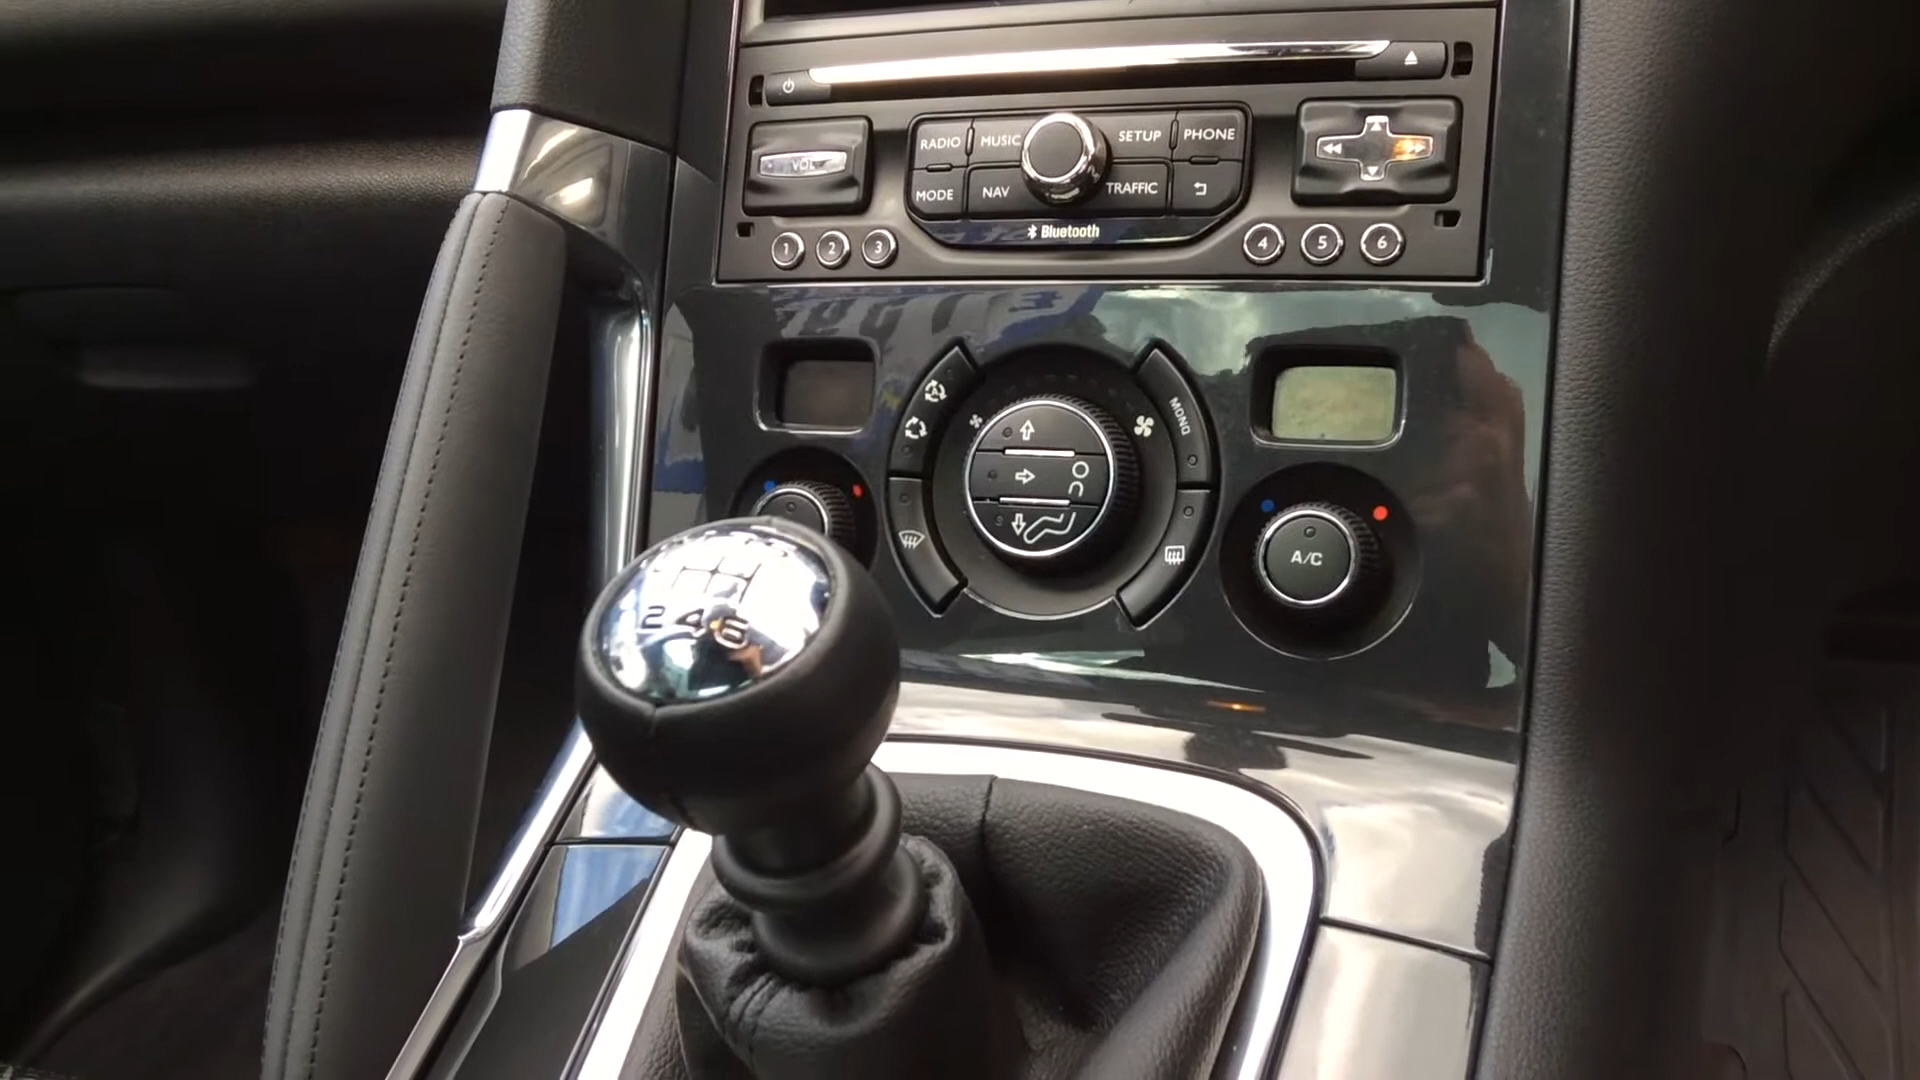 VOL
RADIO MUSIC SETUP PHONE
MODE NAV TRAFFIC
Bluetooth
1 2 3 4 5 6
MONO
A/C
2 4 6